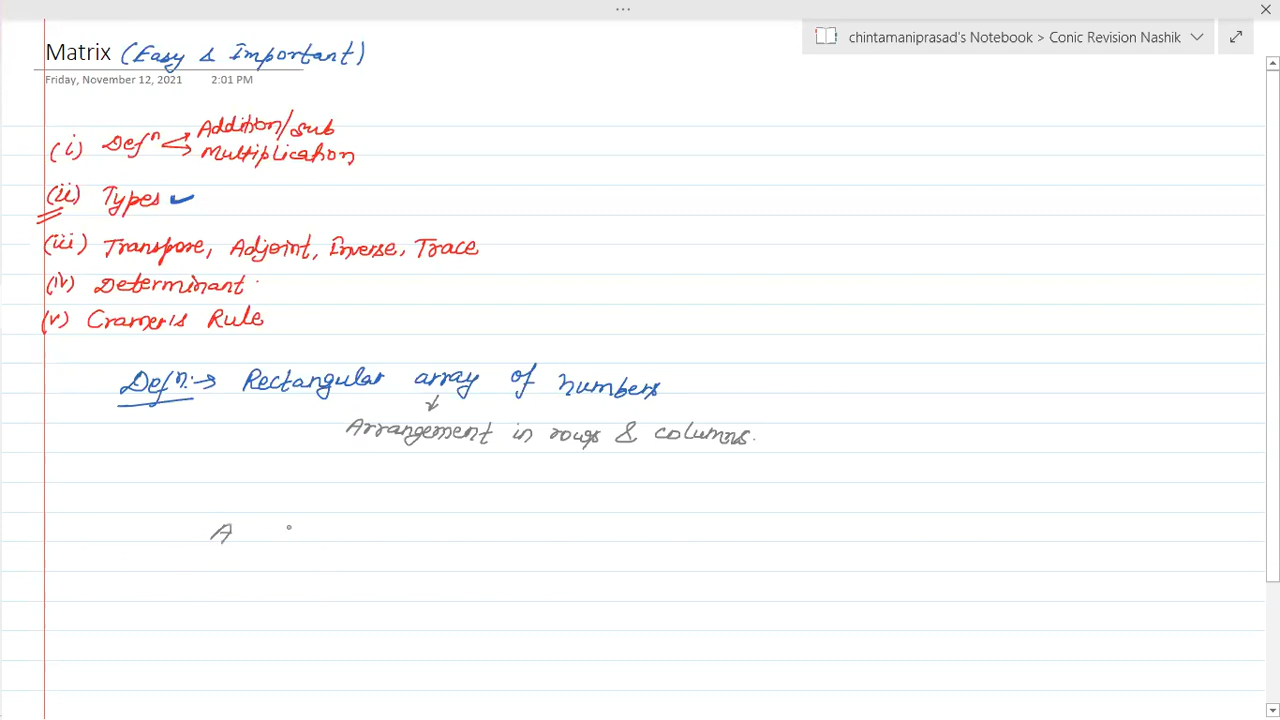 ...
chintamaniprasad's Notebook > Conic Revision Nashik
Matrix (Easy & Important)
Friday, November 12, 2021 2:01 PM
(i) Defn Addition/sub
Multiplication
(ii) Types ✓
(iii) Transpose, Adjoint, Inverse, Trace
(iv) Determinant
(v) Cramer's Rule
Defn:→ Rectangular array of numbers
↓
Arrangement in rows & columns.
A